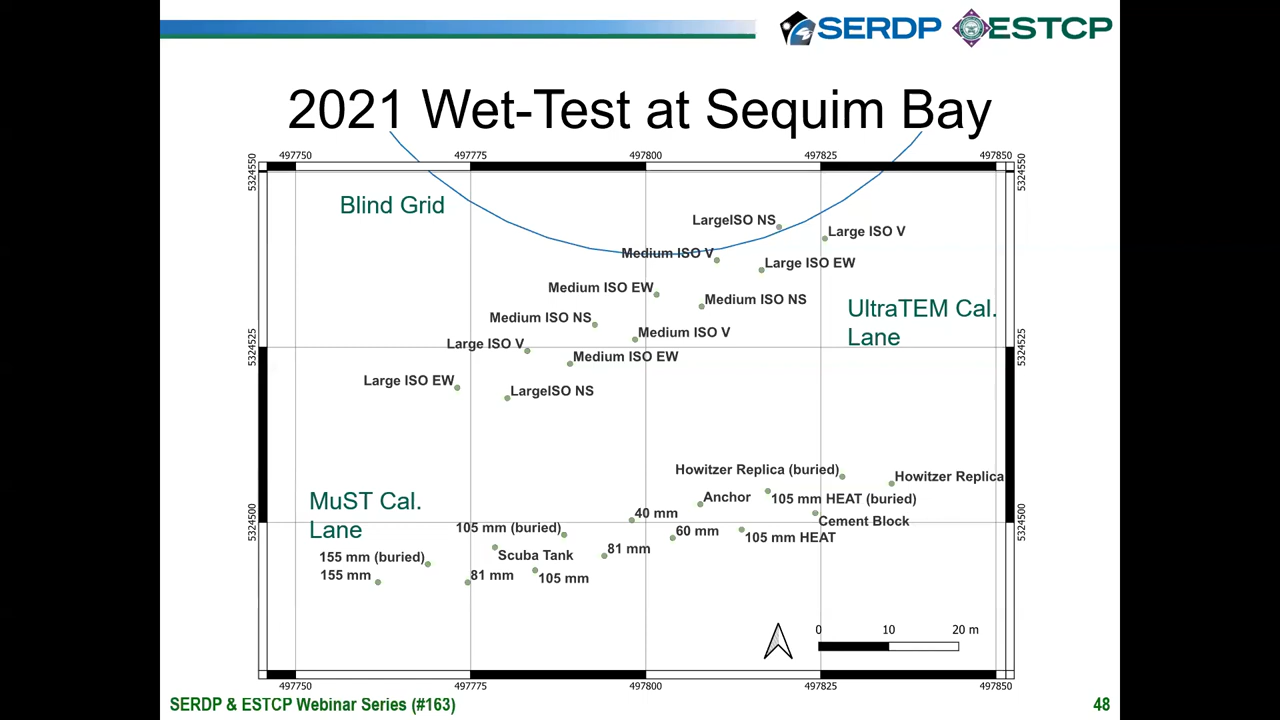 SERDP ESTCP
2021 Wet-Test at Sequim Bay
497750 497775 497800 497825 497850
5324550 5324550
Blind Grid
LargeISO NS
Large ISO V
Medium ISO V
Large ISO EW
Medium ISO EW
Medium ISO NS
UltraTEM Cal.
Lane
Medium ISO NS
Medium ISO V
Large ISO V
5324525 5324525
Medium ISO EW
Large ISO EW
LargeISO NS
Howitzer Replica (buried)
Howitzer Replica
MuST Cal.
Lane
Anchor
105 mm HEAT (buried)
40 mm
Cement Block
5324500 5324500
105 mm (buried)
60 mm
105 mm HEAT
155 mm (buried)
Scuba Tank
81 mm
155 mm
81 mm
105 mm
0 10 20 m
497750 497775 497800 497825 497850
SERDP & ESTCP Webinar Series (#163)
48